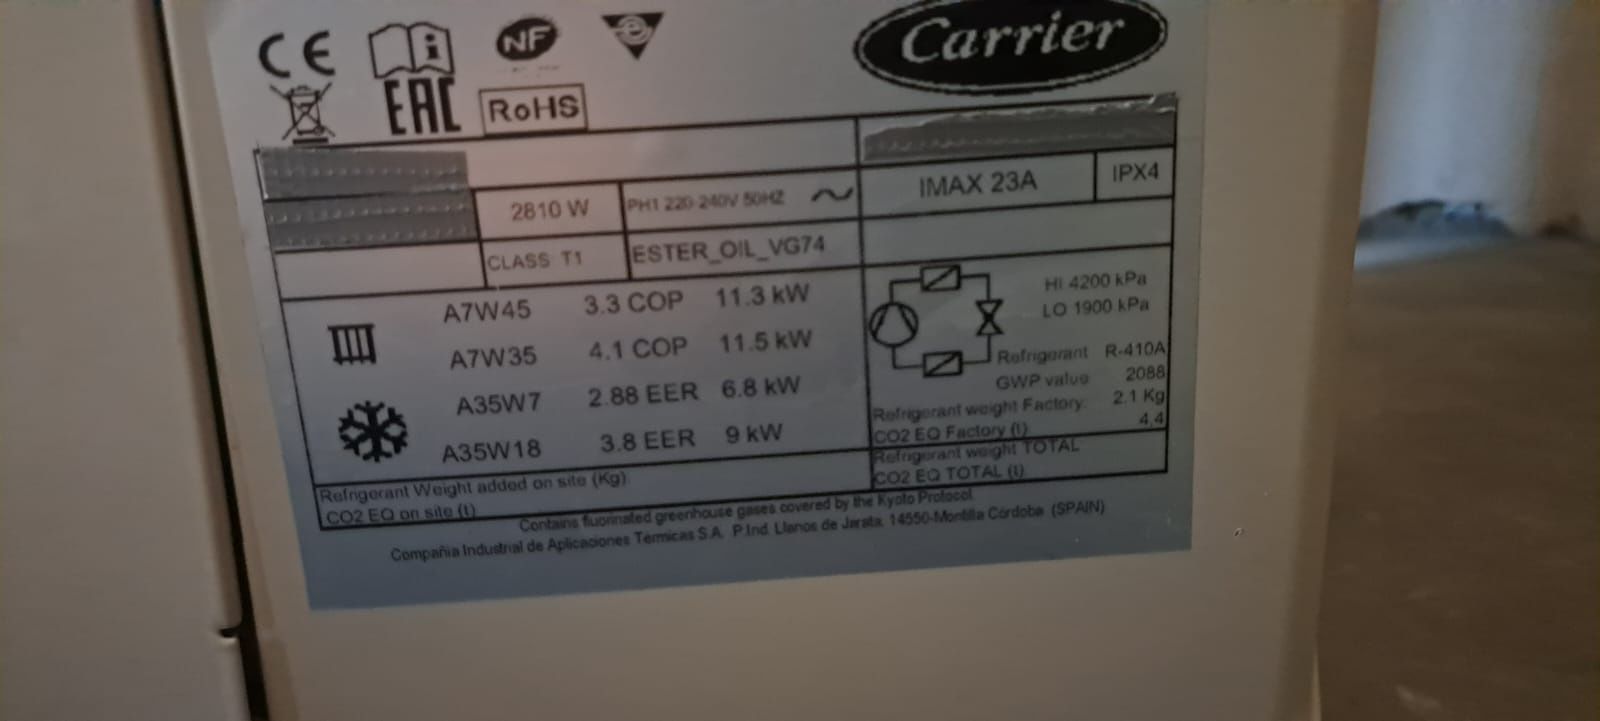 CE
NF
Carrier
EAC
RoHS
2810 W
PH1 220-240V 50HZ
IMAX 23A
IPX4
CLASS T1
ESTER_OIL_VG74
A7W45 3.3 COP 11.3 kW
A7W35 4.1 COP 11.5 kW
A35W7 2.88 EER 6.8 kW
A35W18 3.8 EER 9 kW
HI 4200 kPa
LO 1900 kPa
Refrigerant R-410A
GWP value 2088
Refrigerant weight Factory: 2.1 Kg
CO2 EQ Factory (t) 4,4
Refrigerant weight TOTAL
CO2 EQ TOTAL (t)
Refrigerant Weight added on site (Kg)
CO2 EQ on site (t)
Contains fluorinated greenhouse gases covered by the Kyoto Protocol
Compañia Industrial de Aplicaciones Térmicas S.A. P.Ind. Llanos de Jarata. 14550-Montilla Córdoba (SPAIN)